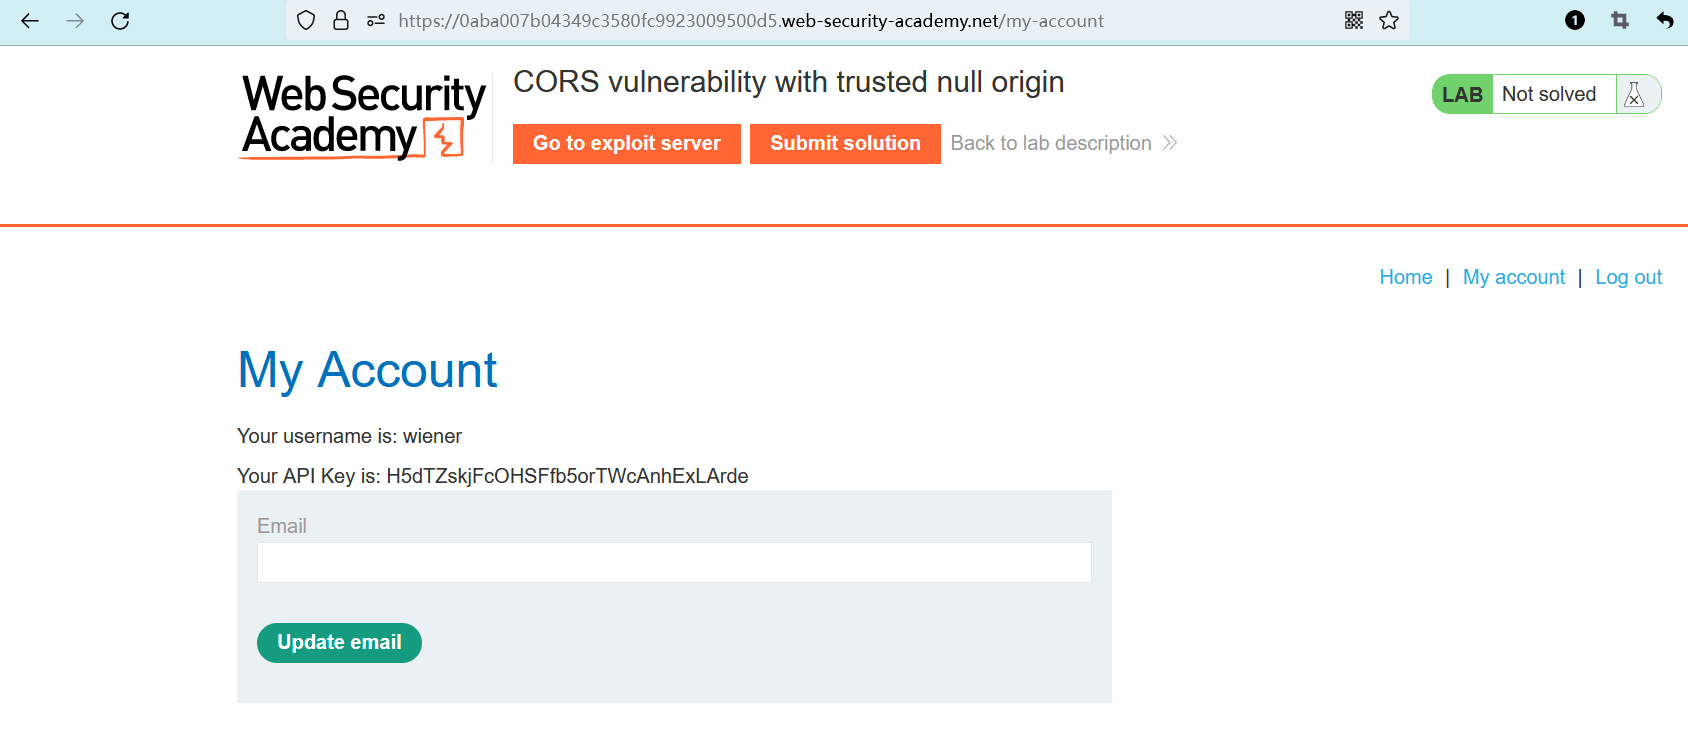 https://0aba007b04349c3580fc9923009500d5.web-security-academy.net/my-account
1
Web Security
Academy
CORS vulnerability with trusted null origin
LAB Not solved
Go to exploit server Submit solution Back to lab description
Home | My account | Log out
My Account
Your username is: wiener
Your API Key is: H5dTZskjFcOHSFfb5orTWcAnhExLArde
Email
Update email